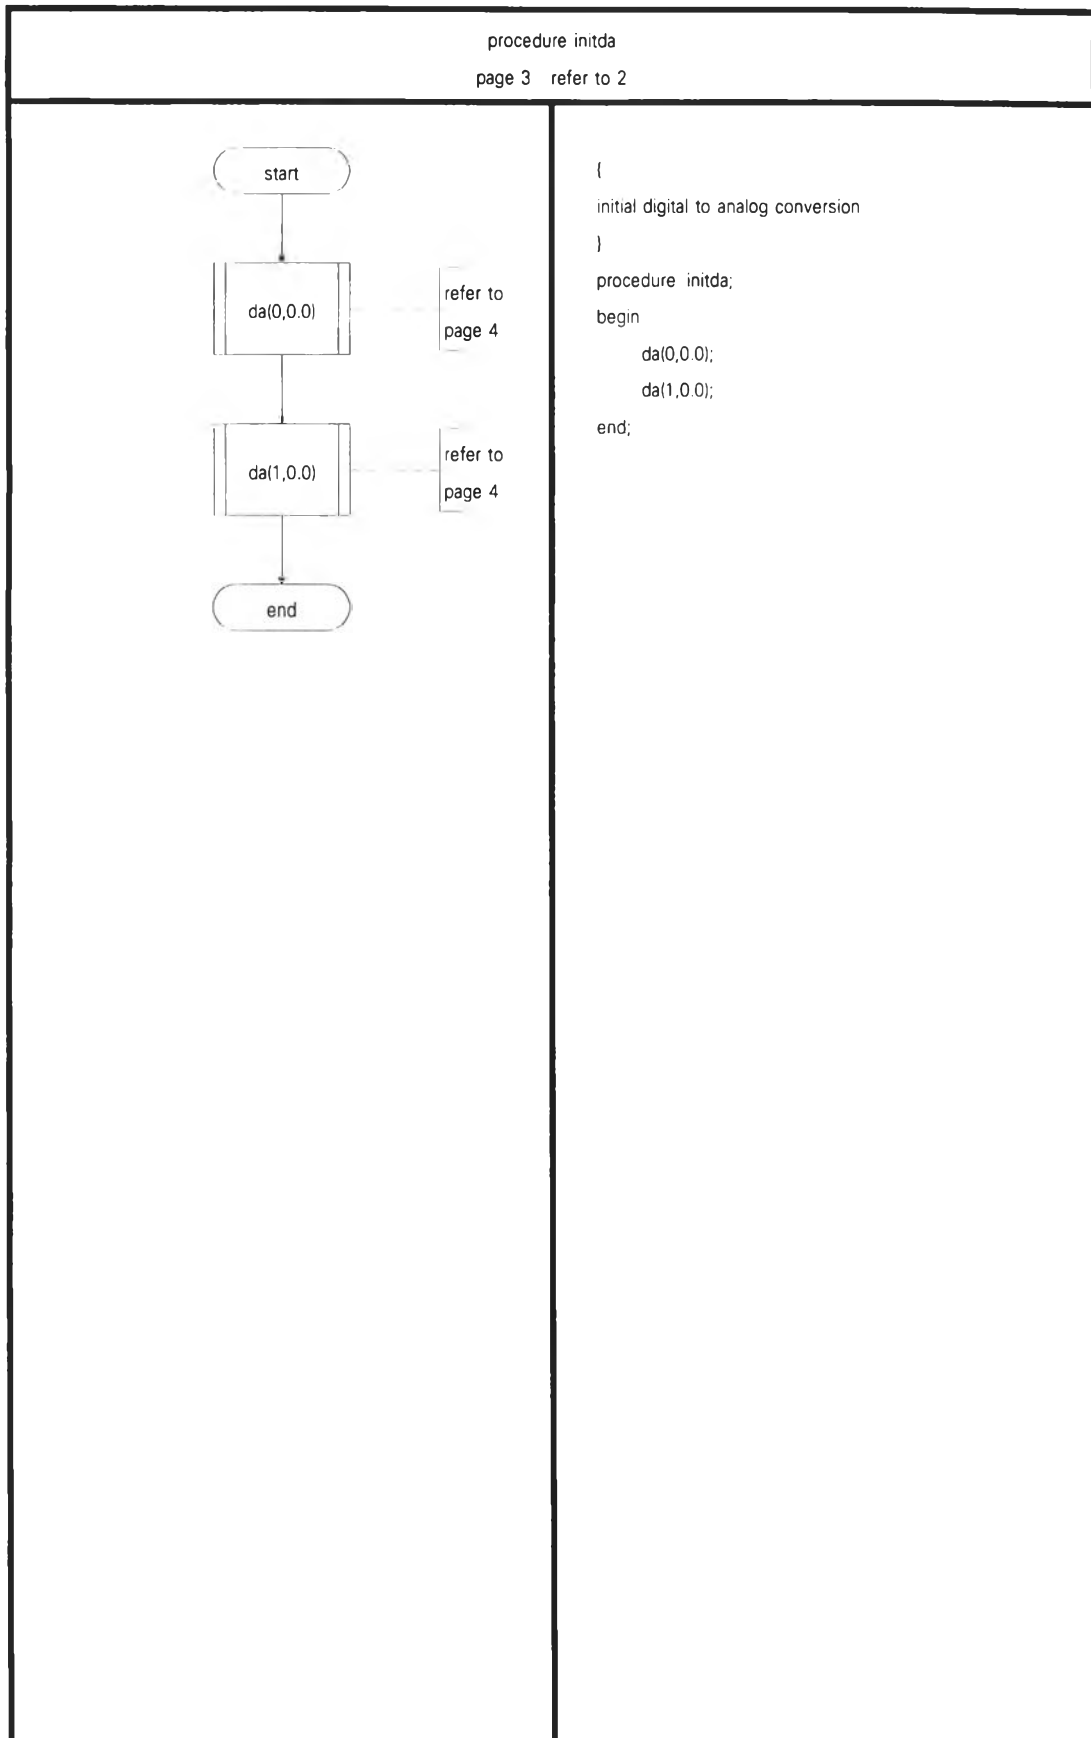 procedure initda
page 3 refer to 2
start
da(0,0.0)
refer to
page 4
da(1,0.0)
refer to
page 4
end
{
initial digital to analog conversion
}
procedure initda;
begin
da(0,0.0);
da(1,0.0);
end;